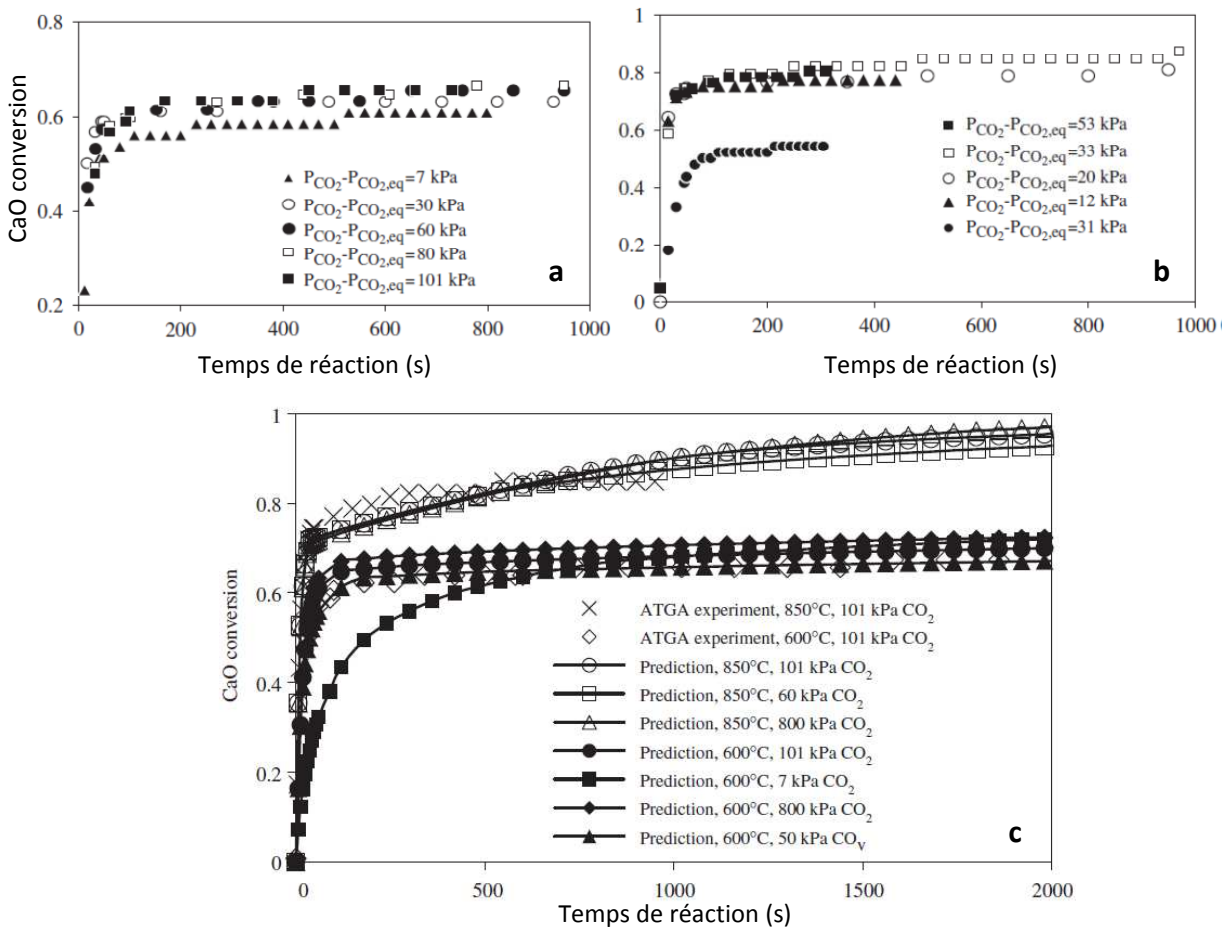 0.8
0.6
0.4
0.2
CaO conversion
P_CO2-P_CO2,eq=7 kPa
P_CO2-P_CO2,eq=30 kPa
P_CO2-P_CO2,eq=60 kPa
P_CO2-P_CO2,eq=80 kPa
P_CO2-P_CO2,eq=101 kPa
a
0 200 400 600 800 1000
Temps de réaction (s)
1
0.8
0.6
0.4
0.2
0
P_CO2-P_CO2,eq=53 kPa
P_CO2-P_CO2,eq=33 kPa
P_CO2-P_CO2,eq=20 kPa
P_CO2-P_CO2,eq=12 kPa
P_CO2-P_CO2,eq=31 kPa
b
0 200 400 600 800 1000 (
Temps de réaction (s)
1
0.8
0.6
0.4
0.2
0
CaO conversion
ATGA experiment, 850°C, 101 kPa CO2
ATGA experiment, 600°C, 101 kPa CO2
Prediction, 850°C, 101 kPa CO2
Prediction, 850°C, 60 kPa CO2
Prediction, 850°C, 800 kPa CO2
Prediction, 600°C, 101 kPa CO2
Prediction, 600°C, 7 kPa CO2
Prediction, 600°C, 800 kPa CO2
Prediction, 600°C, 50 kPa COV
c
0 500 1000 1500 2000
Temps de réaction (s)